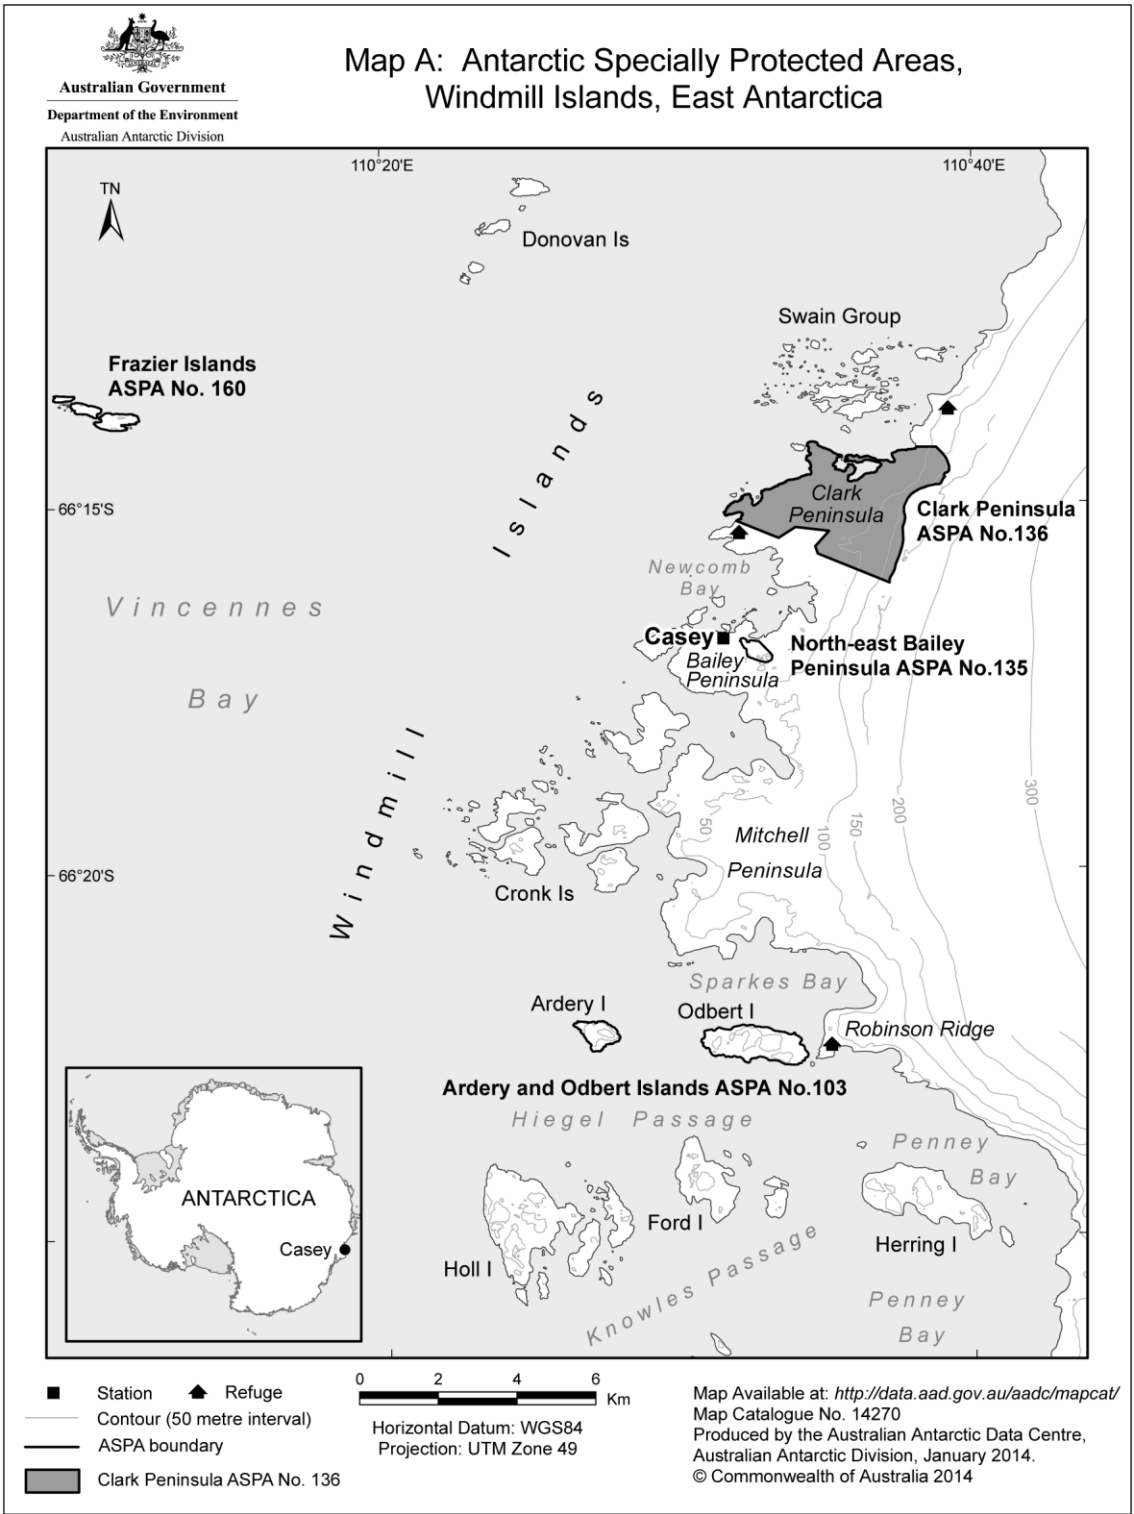 Australian Government
Department of the Environment
Australian Antarctic Division
Map A:  Antarctic Specially Protected Areas,
Windmill Islands, East Antarctica
110°20'E
110°40'E
TN
Donovan Is
Swain Group
Frazier Islands
ASPA No. 160
Windmill Islands
Clark
Peninsula
66°15'S
Clark Peninsula
ASPA No.136
Newcomb
Bay
Vincennes
Bay
Casey
Bailey
Peninsula
North-east Bailey
Peninsula ASPA No.135
50
100
150
200
300
Mitchell
Peninsula
66°20'S
Cronk Is
Sparkes Bay
Ardery I
Odbert I
Robinson Ridge
Ardery and Odbert Islands ASPA No.103
Hiegel Passage
Penney
Bay
ANTARCTICA
Casey
Ford I
Herring I
Holl I
Knowles Passage
Penney
Bay
Station
Refuge
Contour (50 metre interval)
ASPA boundary
Clark Peninsula ASPA No. 136
0 2 4 6
Km
Horizontal Datum: WGS84
Projection: UTM Zone 49
Map Available at: http://data.aad.gov.au/aadc/mapcat/
Map Catalogue No. 14270
Produced by the Australian Antarctic Data Centre,
Australian Antarctic Division, January 2014.
© Commonwealth of Australia 2014